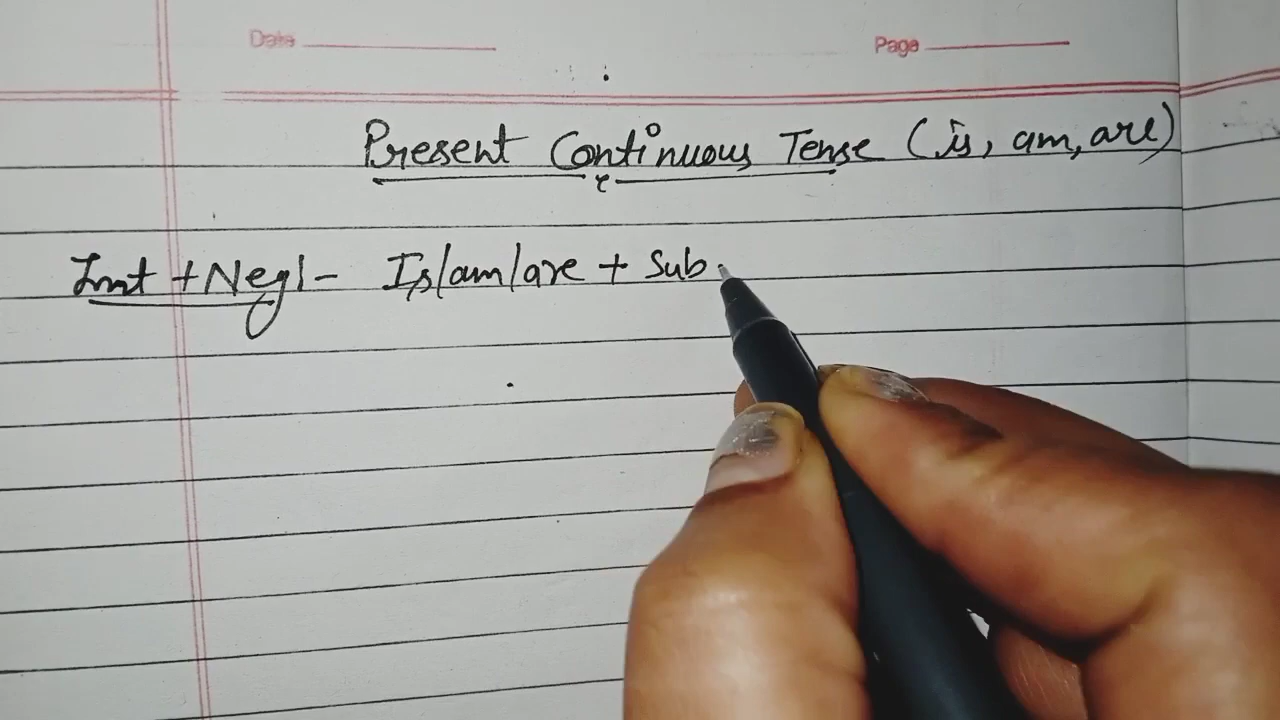 Date Page
Present Continuous Tense (is, am, are)
Int + Neg - Is/am/are + Sub.